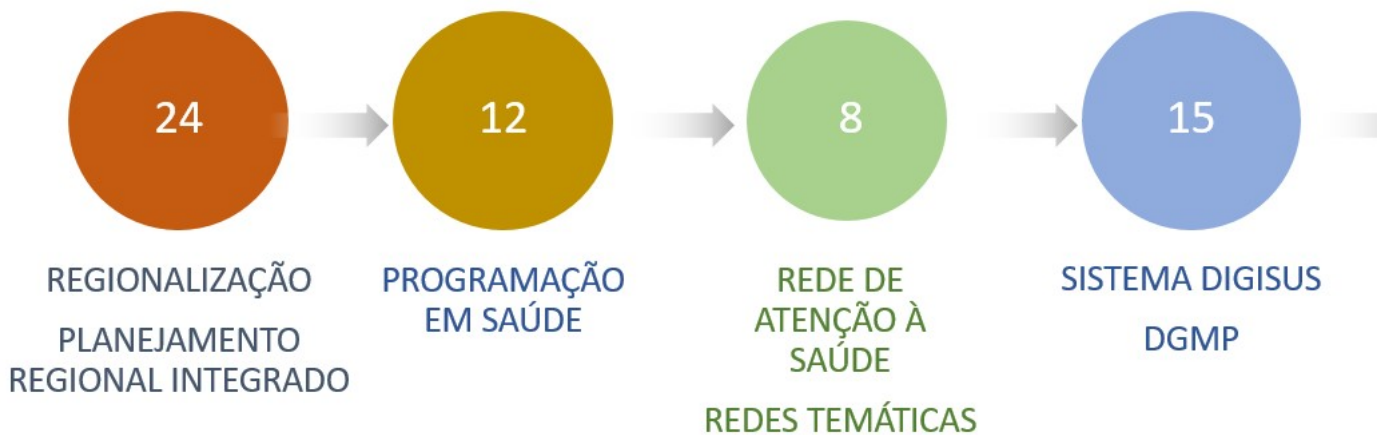 24
12
8
15
REGIONALIZAÇÃO
PLANEJAMENTO
REGIONAL INTEGRADO
PROGRAMAÇÃO
EM SAÚDE
REDE DE
ATENÇÃO À
SAÚDE
REDES TEMÁTICAS
SISTEMA DIGISUS
DGMP